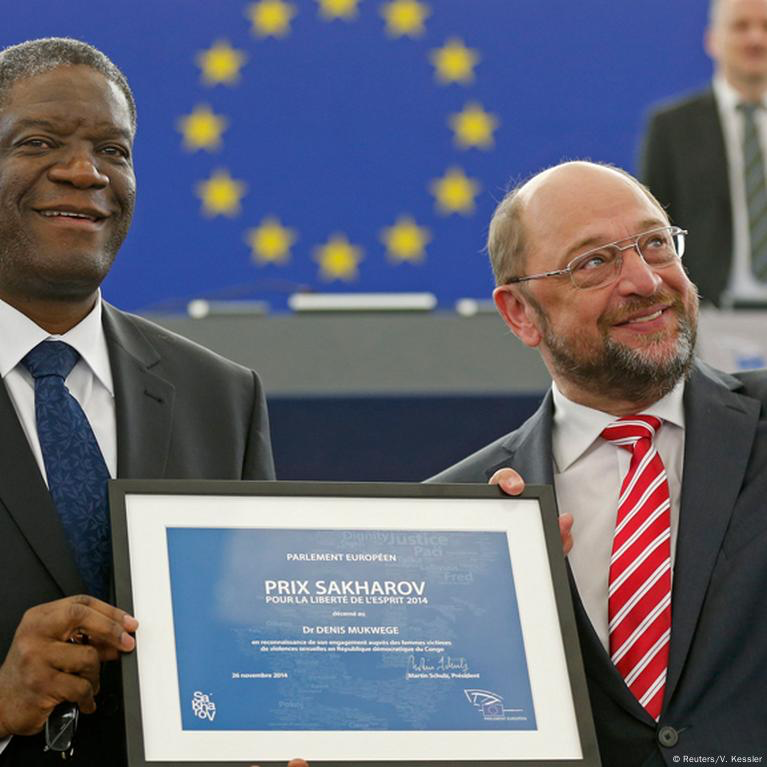 Dignity Justice
Paci
Fred
PARLEMENT EUROPÉEN
PRIX SAKHAROV
POUR LA LIBERTÉ DE L'ESPRIT 2014
décerné au
Dr DENIS MUKWEGE
en reconnaissance de son engagement auprès des femmes victimes
de violences sexuelles en République démocratique du Congo
26 novembre 2014
Martin Schulz, Président
Sa
kha
rov
PARLEMENT EUROPÉEN
© Reuters/V. Kessler